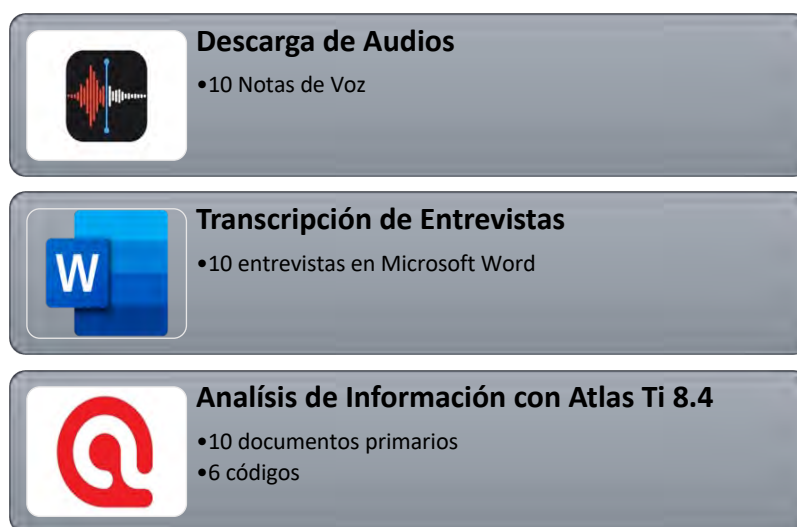 Descarga de Audios
•10 Notas de Voz
W
Transcripción de Entrevistas
•10 entrevistas en Microsoft Word
Analísis de Información con Atlas Ti 8.4
•10 documentos primarios
•6 códigos